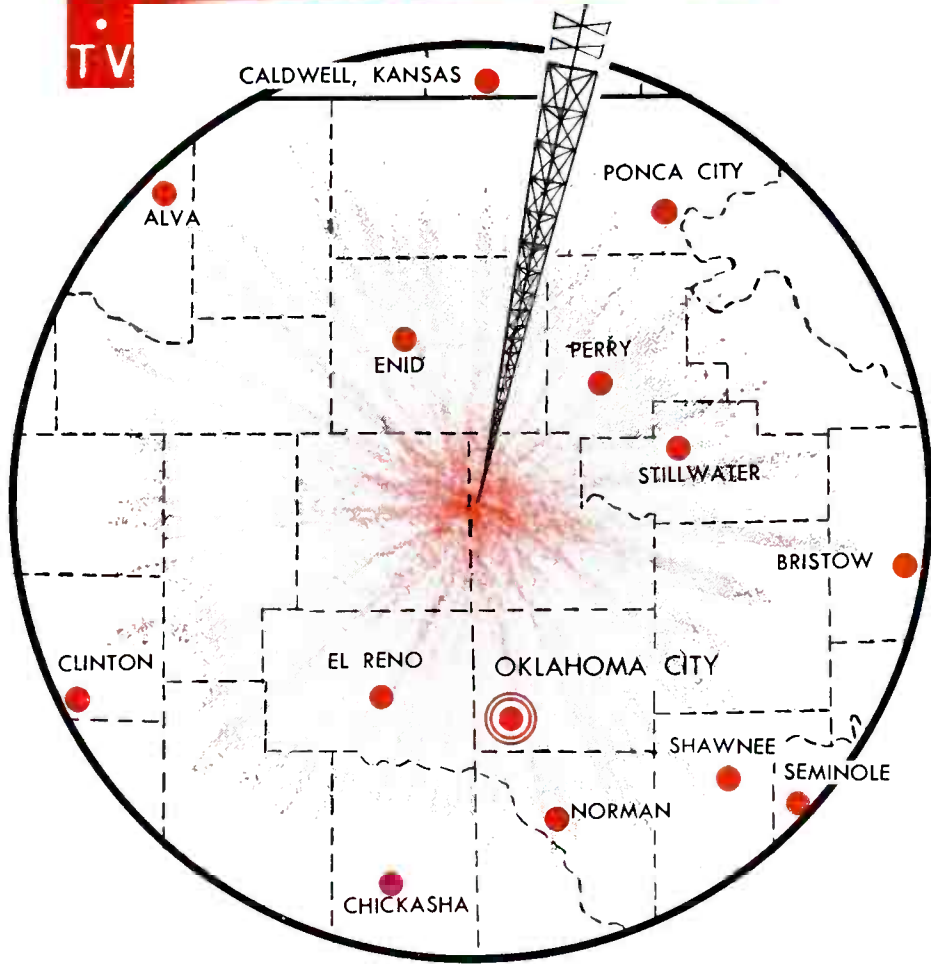 TV
CALDWELL, KANSAS
PONCA CITY
ALVA
ENID
PERRY
STILLWATER
BRISTOW
CLINTON
EL RENO
OKLAHOMA CITY
SHAWNEE
SEMINOLE
NORMAN
CHICKASHA